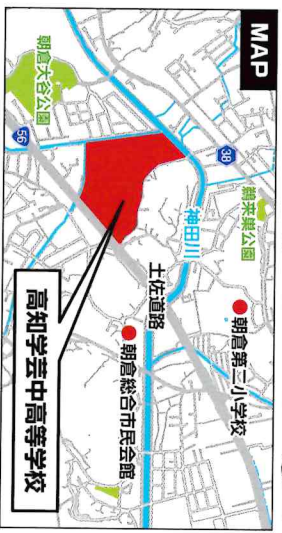 MAP
朝倉第二小学校
鵜来巣公園
38
神田川
土佐道路
朝倉総合市民会館
朝倉大谷公園
56
高知学芸中高等学校